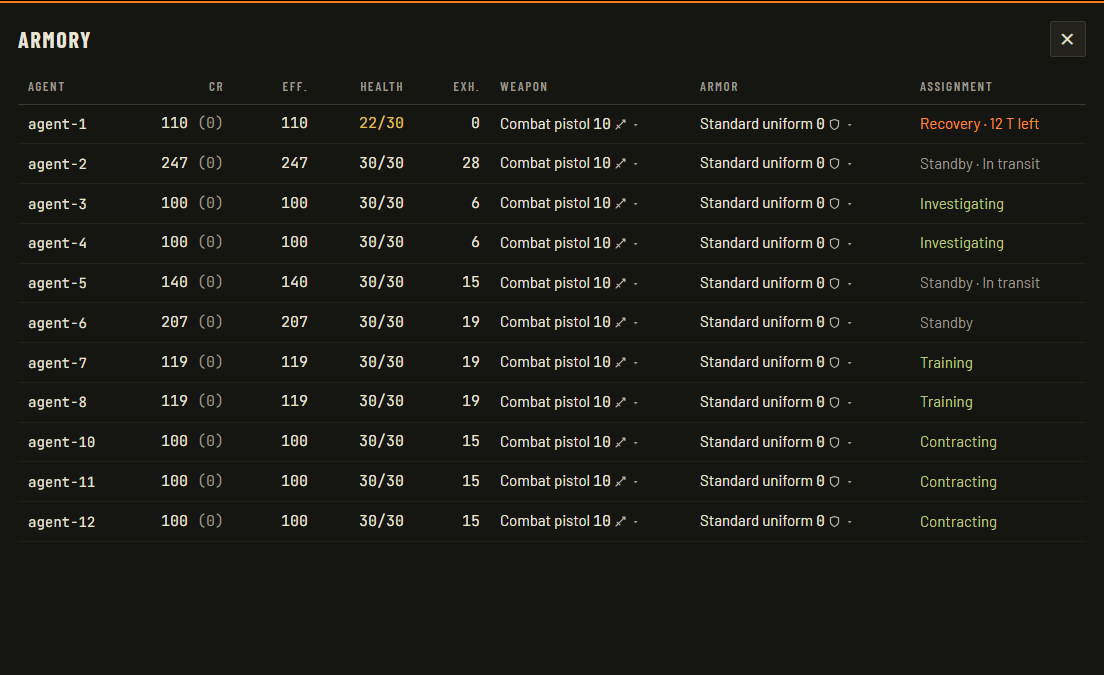 ARMORY
✕
AGENT CR EFF. HEALTH EXH. WEAPON ARMOR ASSIGNMENT
agent-1 110 (0) 110 22/30 0 Combat pistol 10 - Standard uniform 0 - Recovery · 12 T left
agent-2 247 (0) 247 30/30 28 Combat pistol 10 - Standard uniform 0 - Standby · In transit
agent-3 100 (0) 100 30/30 6 Combat pistol 10 - Standard uniform 0 - Investigating
agent-4 100 (0) 100 30/30 6 Combat pistol 10 - Standard uniform 0 - Investigating
agent-5 140 (0) 140 30/30 15 Combat pistol 10 - Standard uniform 0 - Standby · In transit
agent-6 207 (0) 207 30/30 19 Combat pistol 10 - Standard uniform 0 - Standby
agent-7 119 (0) 119 30/30 19 Combat pistol 10 - Standard uniform 0 - Training
agent-8 119 (0) 119 30/30 19 Combat pistol 10 - Standard uniform 0 - Training
agent-10 100 (0) 100 30/30 15 Combat pistol 10 - Standard uniform 0 - Contracting
agent-11 100 (0) 100 30/30 15 Combat pistol 10 - Standard uniform 0 - Contracting
agent-12 100 (0) 100 30/30 15 Combat pistol 10 - Standard uniform 0 - Contracting